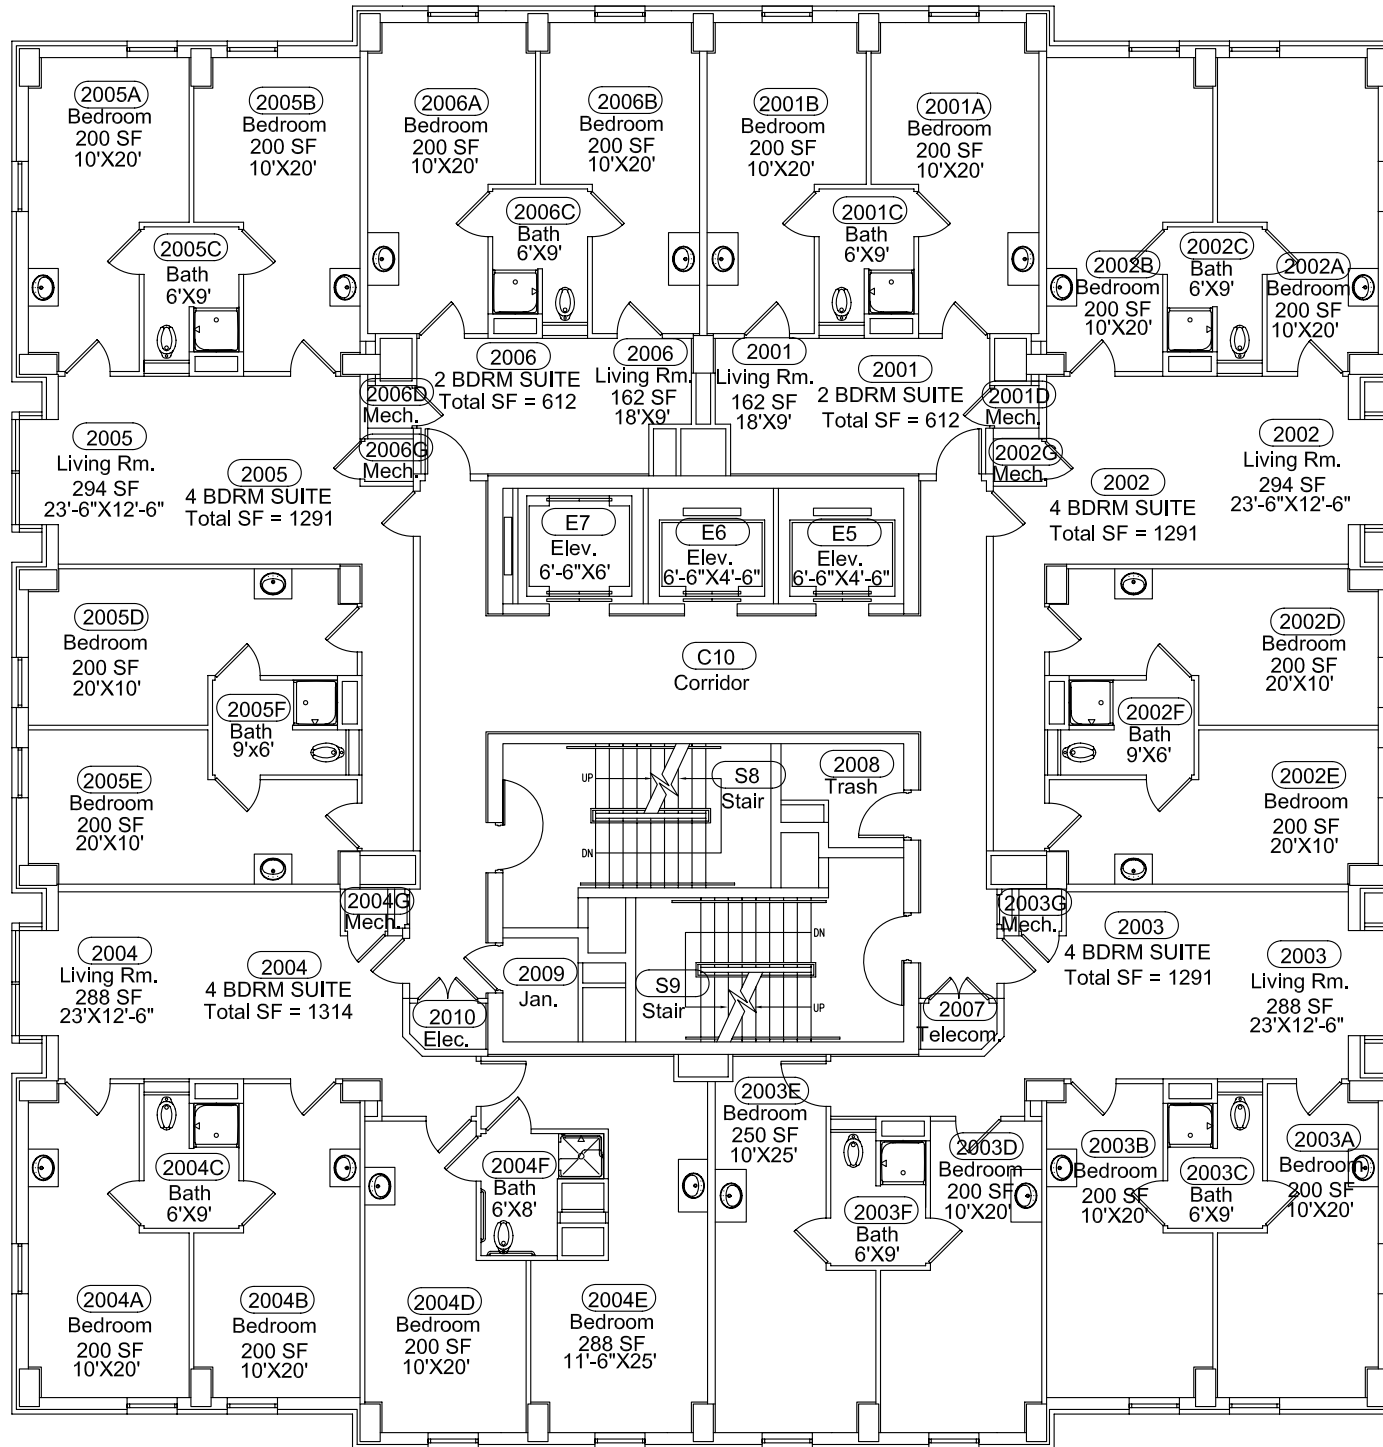 2005A
Bedroom
200 SF
10'X20'
2005B
Bedroom
200 SF
10'X20'
2006A
Bedroom
200 SF
10'X20'
2006B
Bedroom
200 SF
10'X20'
2001B
Bedroom
200 SF
10'X20'
2001A
Bedroom
200 SF
10'X20'
2005C
Bath
6'X9'
2006C
Bath
6'X9'
2001C
Bath
6'X9'
2002B
Bedroom
200 SF
10'X20'
2002C
Bath
6'X9'
2002A
Bedroom
200 SF
10'X20'
2006
2 BDRM SUITE
Total SF = 612
2006
Living Rm.
162 SF
18'X9'
2001
Living Rm.
162 SF
18'X9'
2001
2 BDRM SUITE
Total SF = 612
2006D
Mech.
2006G
Mech.
2001D
Mech.
2002G
Mech.
2005
Living Rm.
294 SF
23'-6"X12'-6"
2005
4 BDRM SUITE
Total SF = 1291
2002
4 BDRM SUITE
Total SF = 1291
2002
Living Rm.
294 SF
23'-6"X12'-6"
E7
Elev.
6'-6"X6'
E6
Elev.
6'-6"X4'-6"
E5
Elev.
6'-6"X4'-6"
2005D
Bedroom
200 SF
20'X10'
2005F
Bath
9'x6'
C10
Corridor
2002D
Bedroom
200 SF
20'X10'
2002F
Bath
9'X6'
2005E
Bedroom
200 SF
20'X10'
UP
S8
Stair
DN
2008
Trash
2002E
Bedroom
200 SF
20'X10'
2004G
Mech.
2003G
Mech.
2004
Living Rm.
288 SF
23'X12'-6"
2004
4 BDRM SUITE
Total SF = 1314
2010
Elec.
2009
Jan.
DN
S9
Stair
UP
2007
Telecom.
2003
4 BDRM SUITE
Total SF = 1291
2003
Living Rm.
288 SF
23'X12'-6"
2004C
Bath
6'X9'
2004F
Bath
6'X8'
2003E
Bedroom
250 SF
10'X25'
2003F
Bath
6'X9'
2003D
Bedroom
200 SF
10'X20'
2003B
Bedroom
200 SF
10'X20'
2003C
Bath
6'X9'
2003A
Bedroom
200 SF
10'X20'
2004A
Bedroom
200 SF
10'X20'
2004B
Bedroom
200 SF
10'X20'
2004D
Bedroom
200 SF
10'X20'
2004E
Bedroom
288 SF
11'-6"X25'